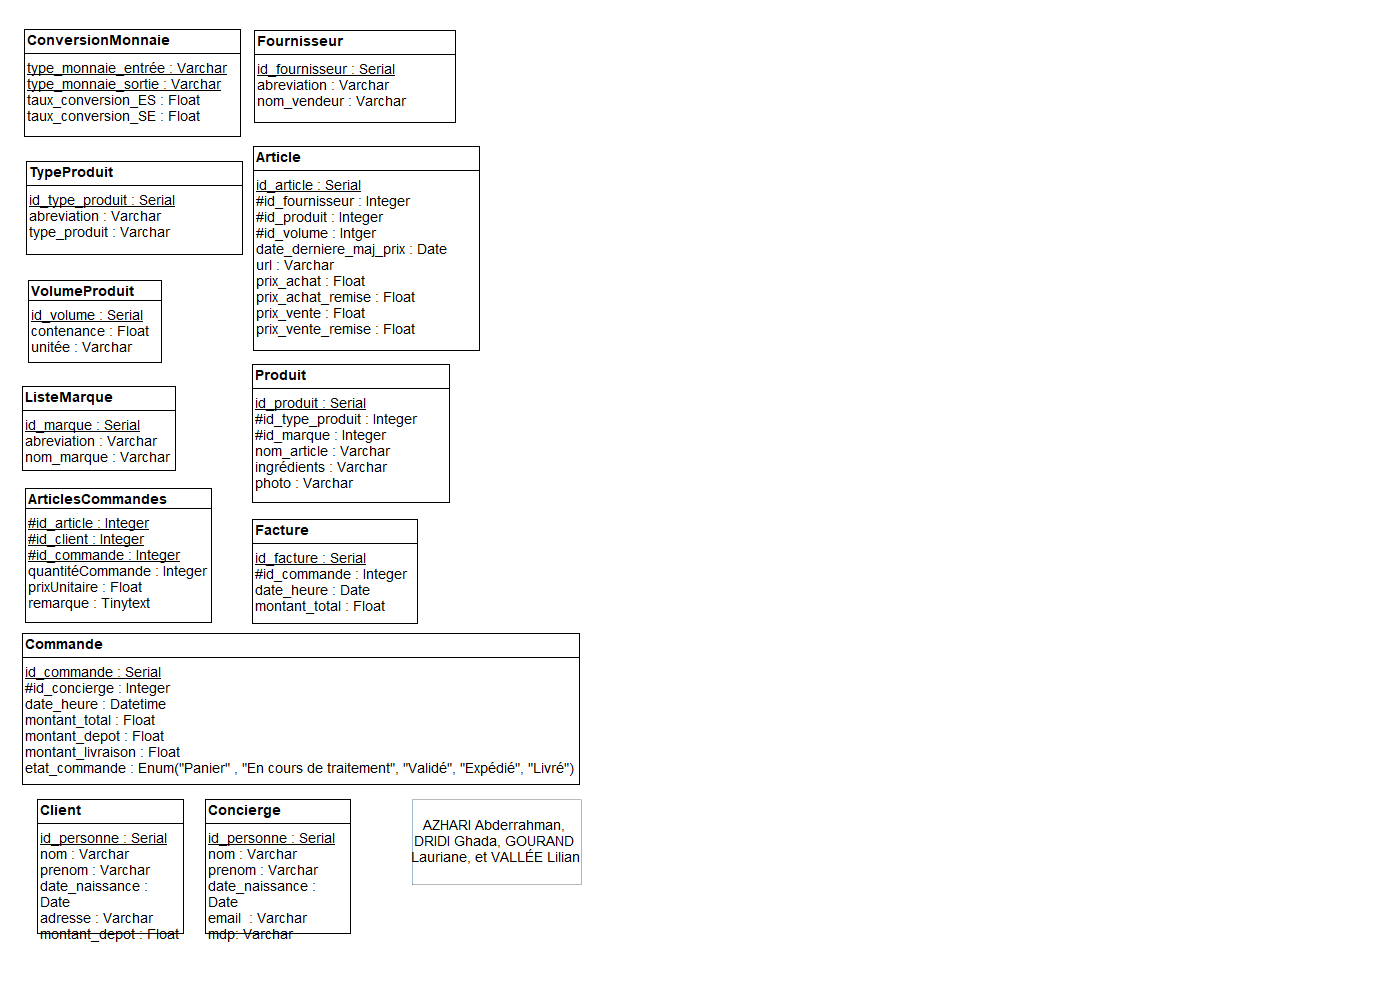 ConversionMonnaie
type_monnaie_entrée : Varchar
type_monnaie_sortie : Varchar
taux_conversion_ES : Float
taux_conversion_SE : Float
Fournisseur
id_fournisseur : Serial
abreviation : Varchar
nom_vendeur : Varchar
TypeProduit
id_type_produit : Serial
abreviation : Varchar
type_produit : Varchar
Article
id_article : Serial
#id_fournisseur : Integer
#id_produit : Integer
#id_volume : Intger
date_derniere_maj_prix : Date
url : Varchar
prix_achat : Float
prix_achat_remise : Float
prix_vente : Float
prix_vente_remise : Float
VolumeProduit
id_volume : Serial
contenance : Float
unitée : Varchar
Produit
id_produit : Serial
#id_type_produit : Integer
#id_marque : Integer
nom_article : Varchar
ingrédients : Varchar
photo : Varchar
ListeMarque
id_marque : Serial
abreviation : Varchar
nom_marque : Varchar
ArticlesCommandes
#id_article : Integer
#id_client : Integer
#id_commande : Integer
quantitéCommande : Integer
prixUnitaire : Float
remarque : Tinytext
Facture
id_facture : Serial
#id_commande : Integer
date_heure : Date
montant_total : Float
Commande
id_commande : Serial
#id_concierge : Integer
date_heure : Datetime
montant_total : Float
montant_depot : Float
montant_livraison : Float
etat_commande : Enum("Panier" , "En cours de traitement", "Validé", "Expédié", "Livré")
Client
id_personne : Serial
nom : Varchar
prenom : Varchar
date_naissance :
Date
adresse : Varchar
montant_depot : Float
Concierge
id_personne : Serial
nom : Varchar
prenom : Varchar
date_naissance :
Date
email  : Varchar
mdp: Varchar
AZHARI Abderrahman,
DRIDI Ghada, GOURAND
Lauriane, et VALLÉE Lilian